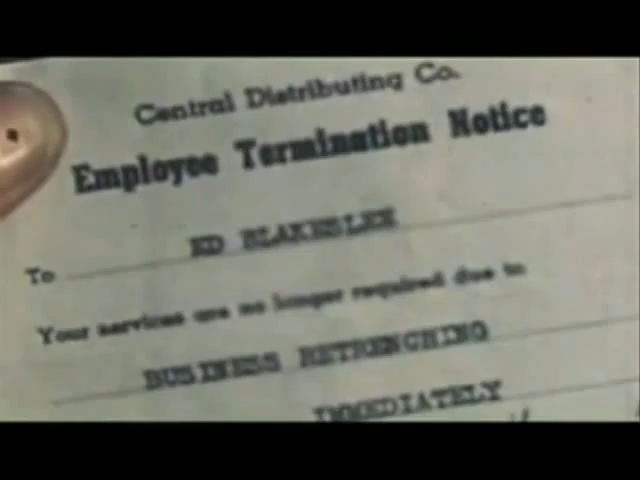 Central Distributing Co.
Employee Termination Notice
To ED BLAKESLEE
Your services are no longer required due to
BUSINESS RETRENCHING
IMMEDIATELY